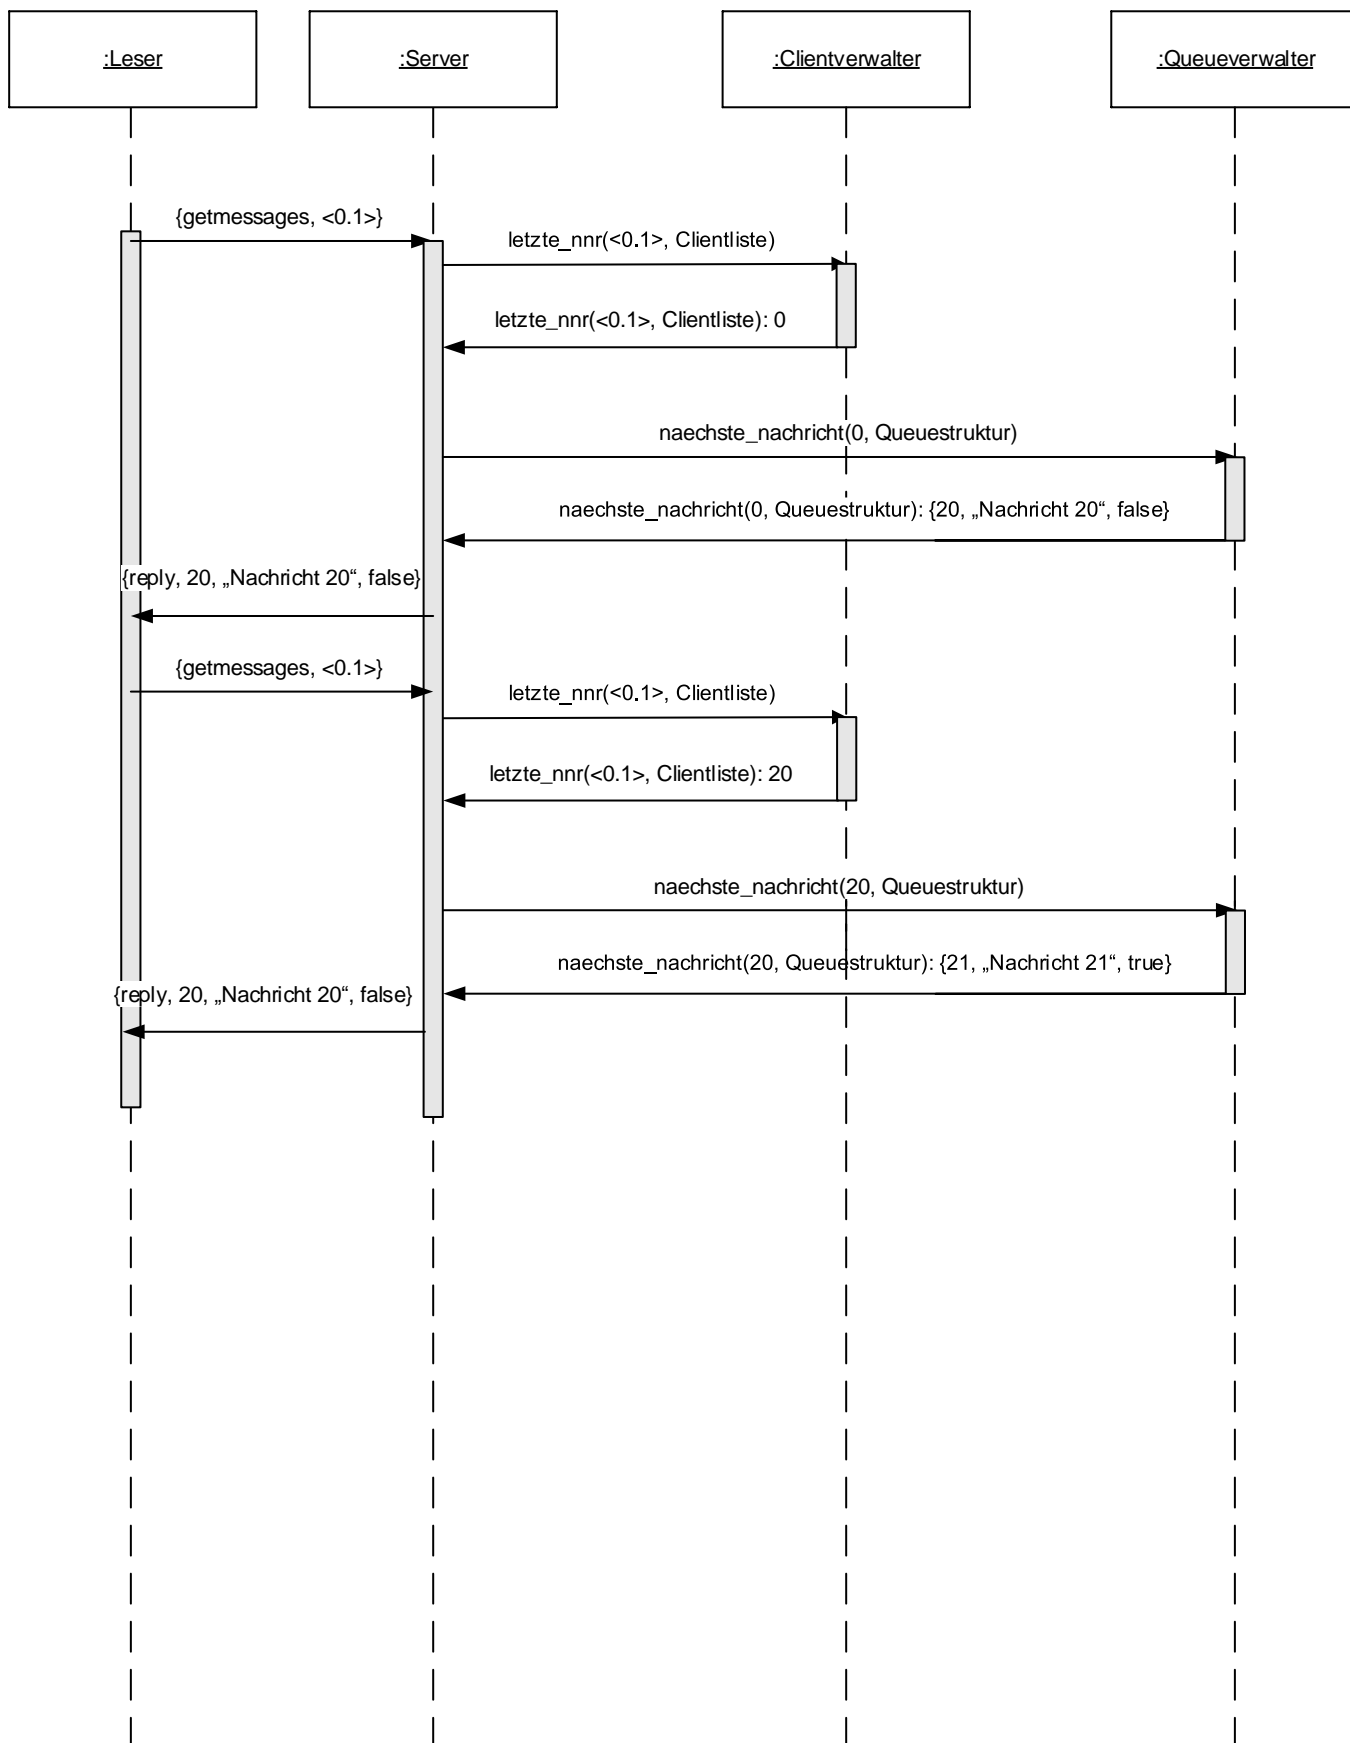 :Leser
:Server
:Clientverwalter
:Queueverwalter
{getmessages, <0.1>}
letzte_nnr(<0.1>, Clientliste)
letzte_nnr(<0.1>, Clientliste): 0
naechste_nachricht(0, Queuestruktur)
naechste_nachricht(0, Queuestruktur): {20, „Nachricht 20“, false}
{reply, 20, „Nachricht 20“, false}
{getmessages, <0.1>}
letzte_nnr(<0.1>, Clientliste)
letzte_nnr(<0.1>, Clientliste): 20
naechste_nachricht(20, Queuestruktur)
naechste_nachricht(20, Queuestruktur): {21, „Nachricht 21“, true}
{reply, 20, „Nachricht 20“, false}